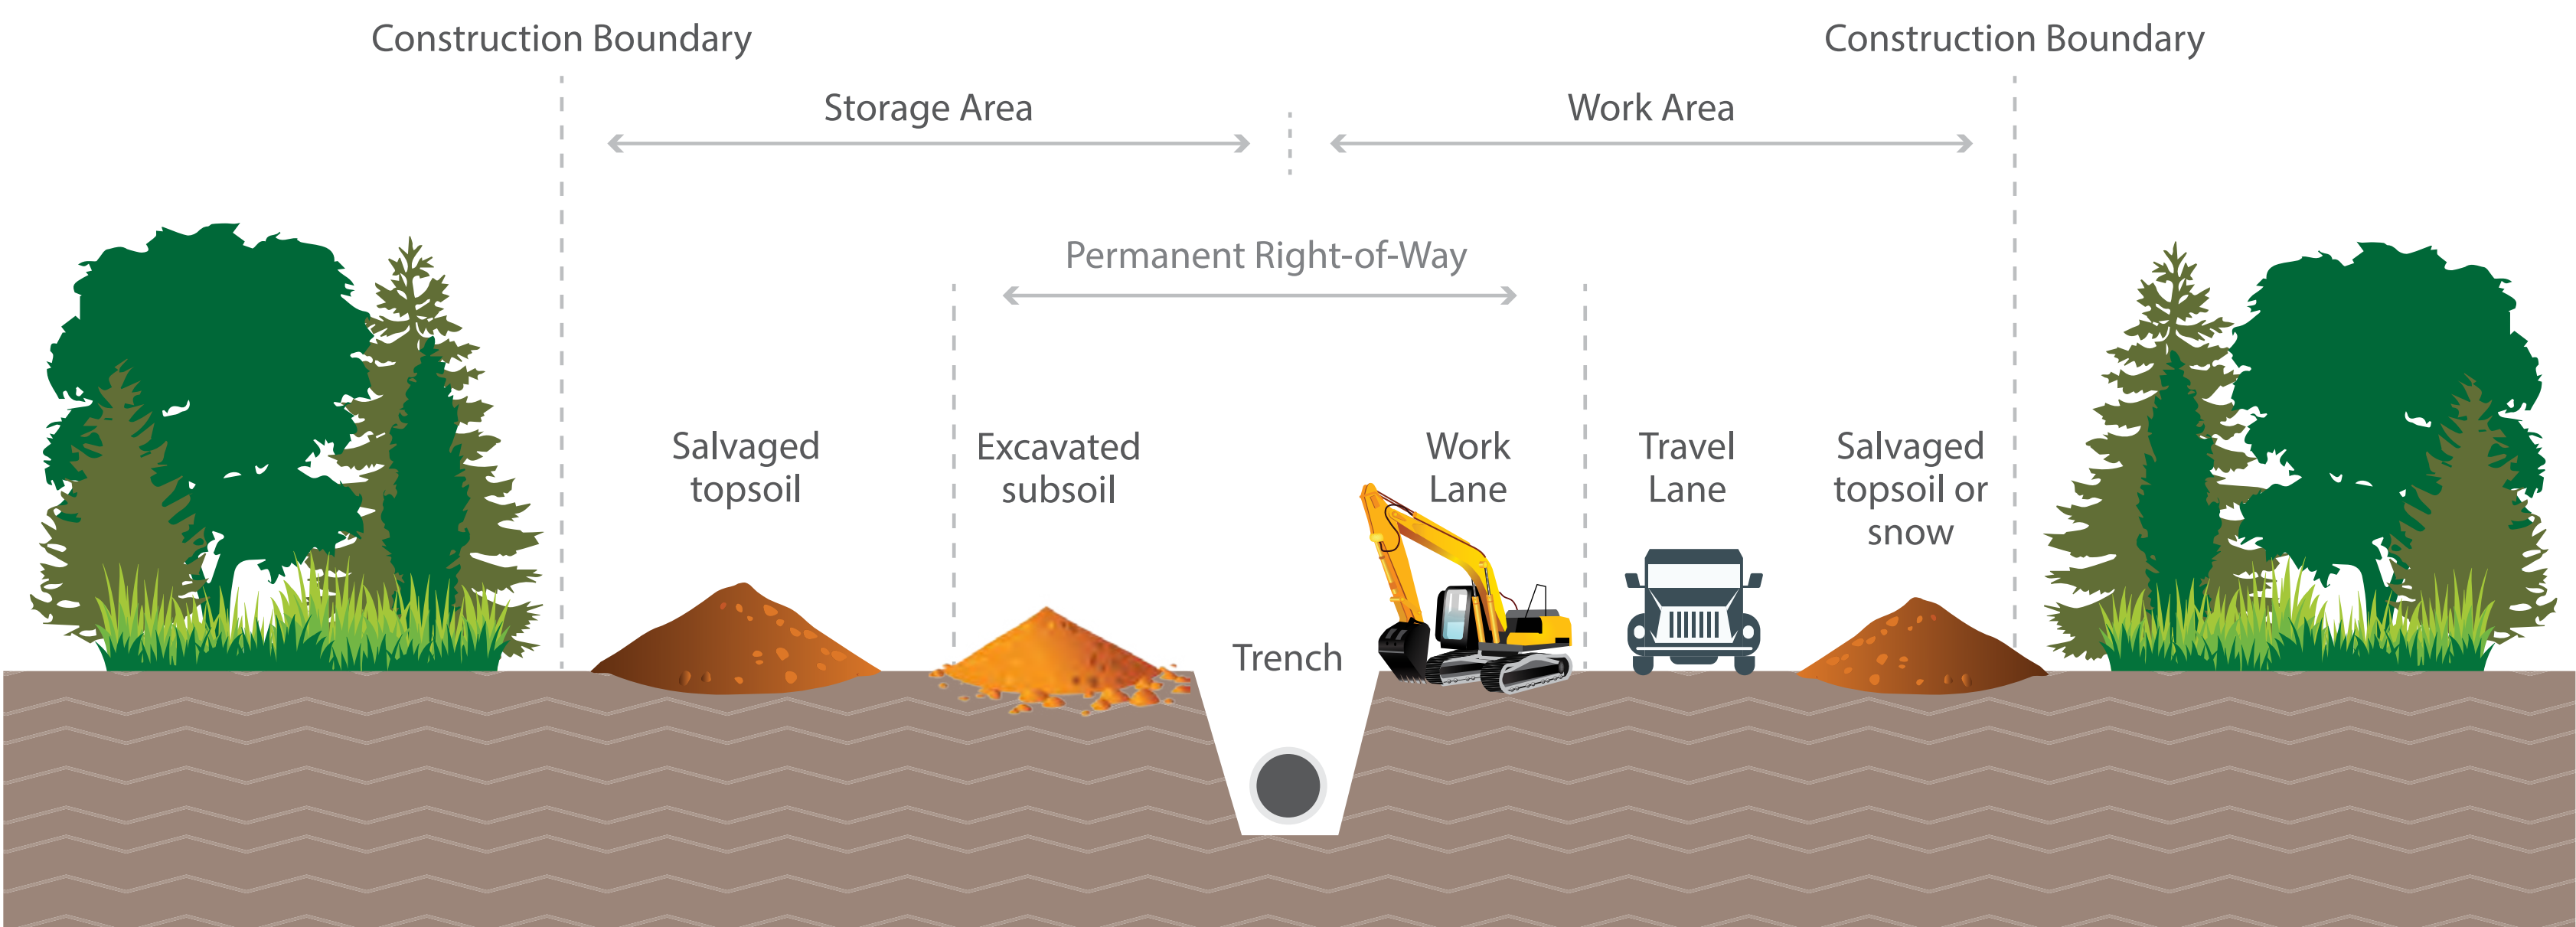 Construction Boundary
Construction Boundary
Storage Area
Work Area
Permanent Right-of-Way
Salvaged
topsoil
Excavated
subsoil
Work
Lane
Travel
Lane
Salvaged
topsoil or
snow
Trench